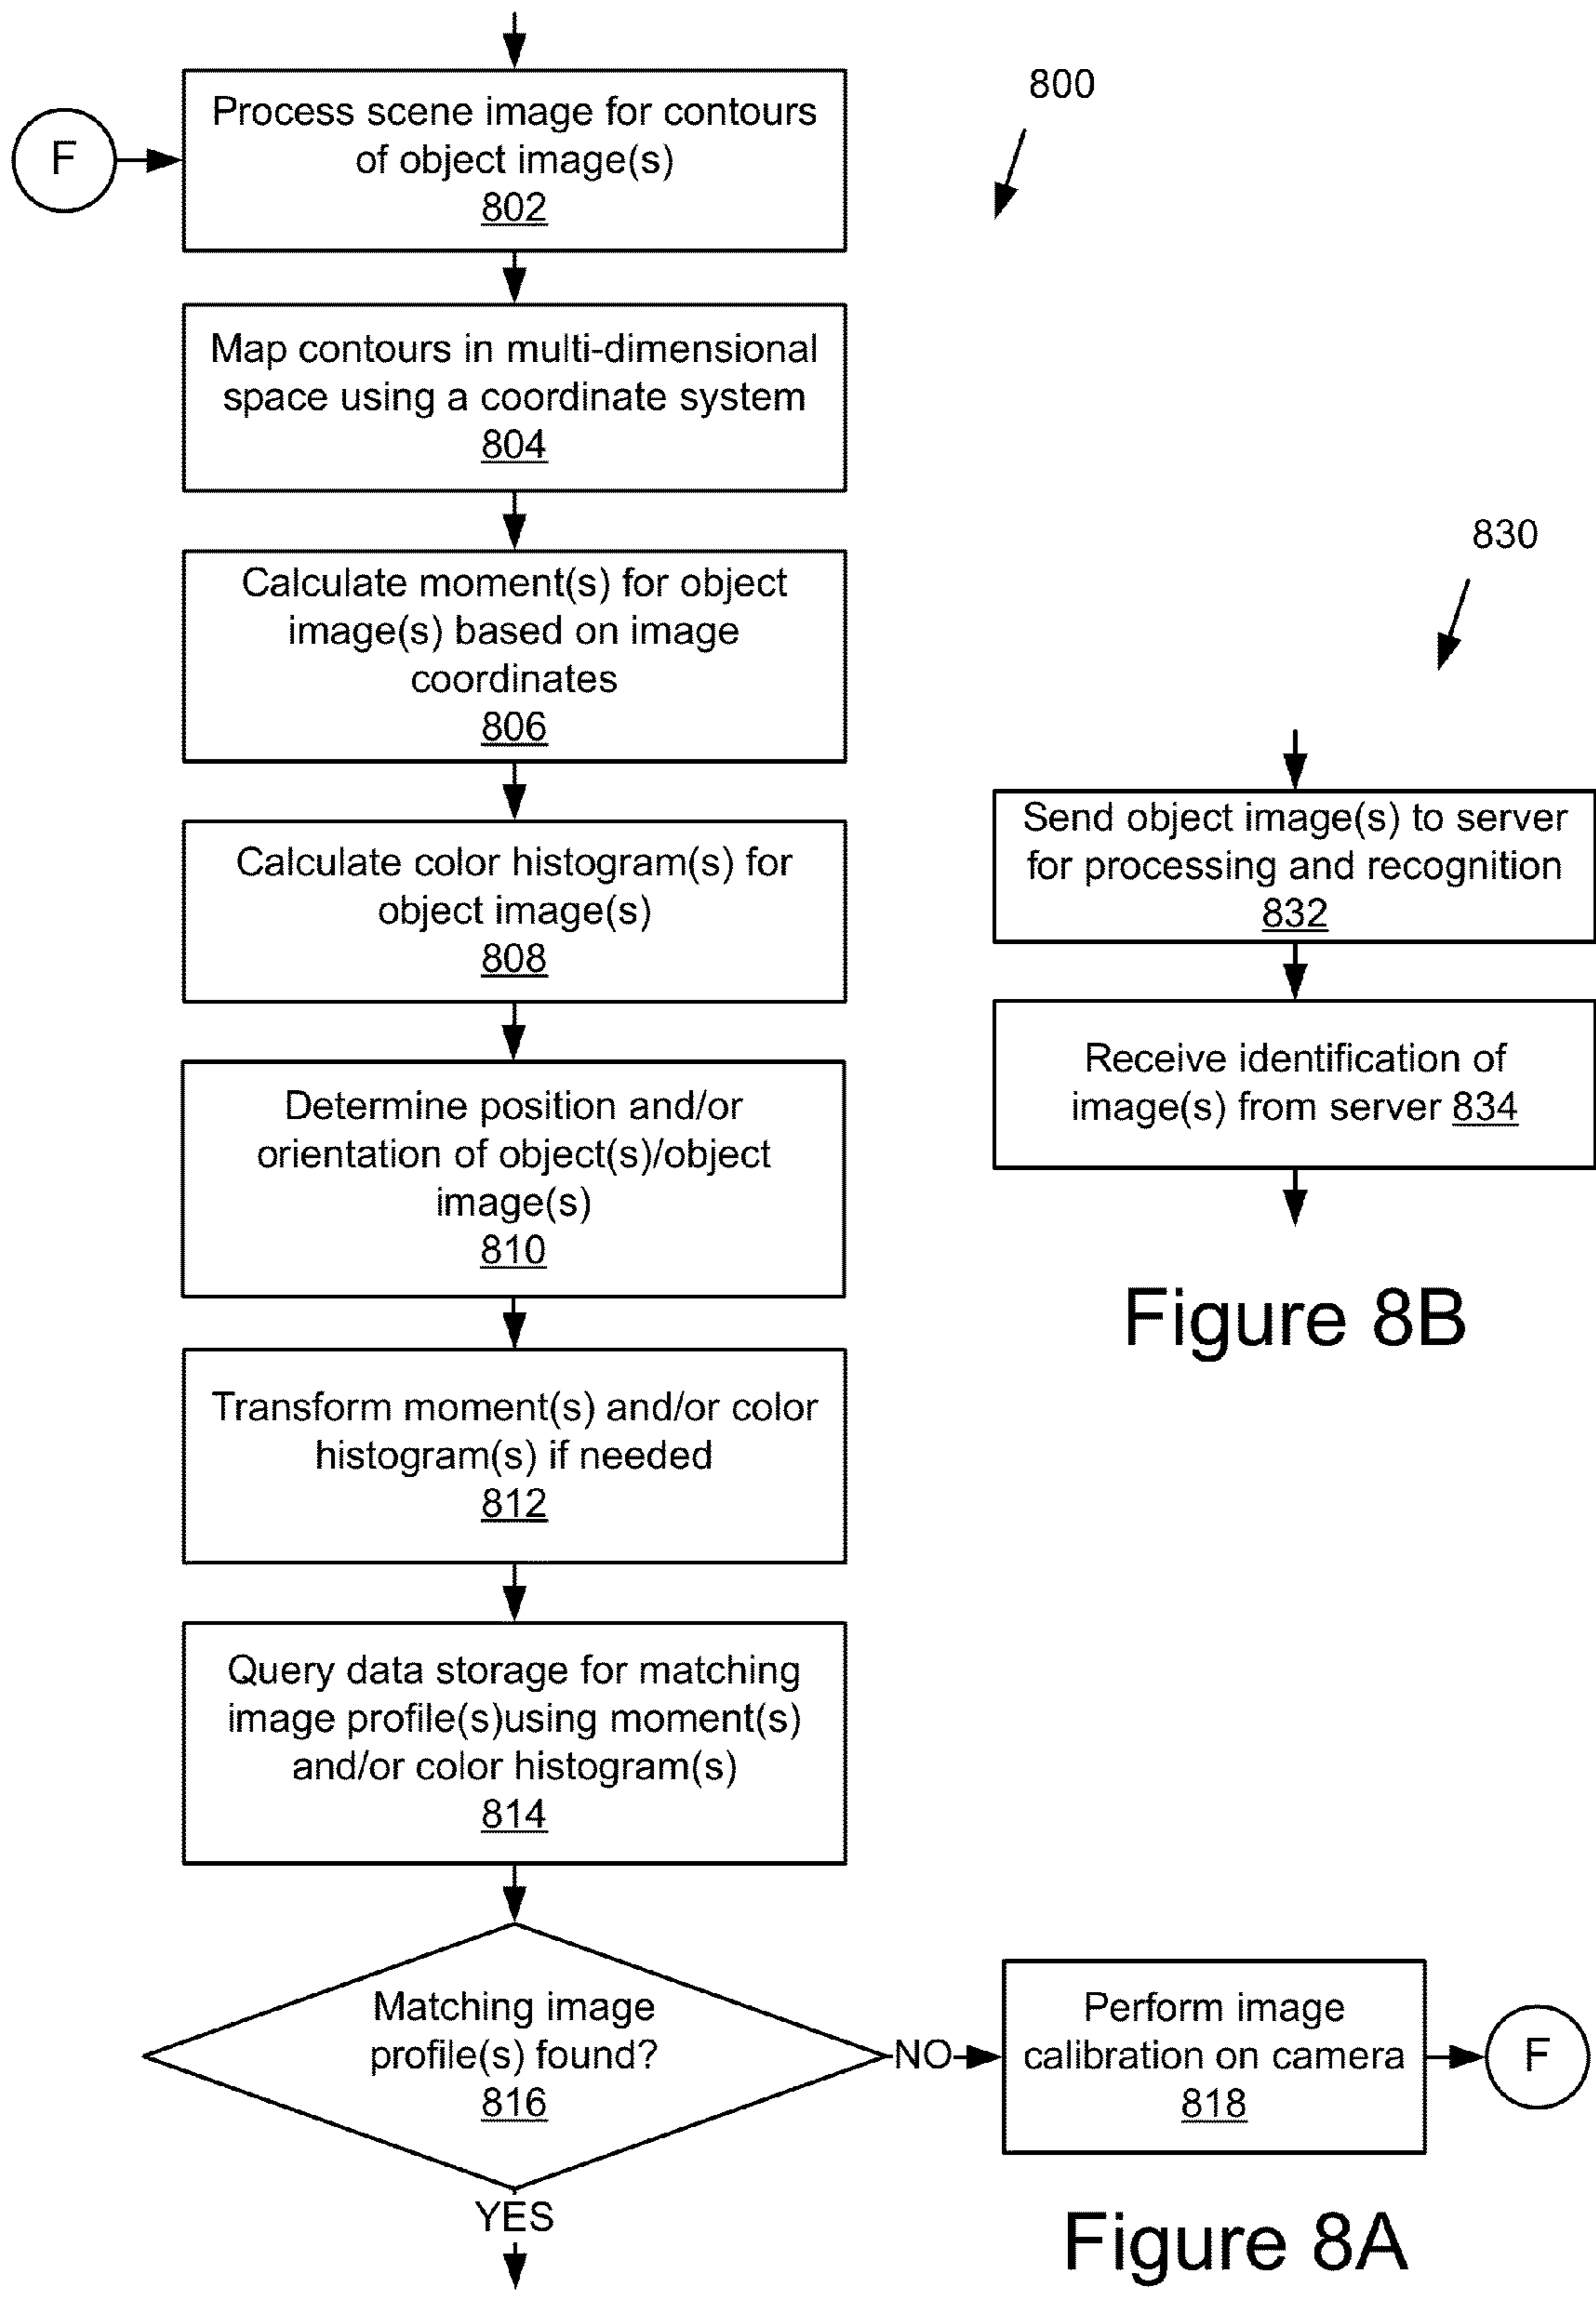 800
F
Process scene image for contours
of object image(s)
802
Map contours in multi-dimensional
space using a coordinate system
804
Calculate moment(s) for object
image(s) based on image
coordinates
806
Calculate color histogram(s) for
object image(s)
808
Determine position and/or
orientation of object(s)/object
image(s)
810
Transform moment(s) and/or color
histogram(s) if needed
812
Query data storage for matching
image profile(s)using moment(s)
and/or color histogram(s)
814
Matching image
profile(s) found?
816
NO
Perform image
calibration on camera
818
F
YES
Figure 8A
830
Send object image(s) to server
for processing and recognition
832
Receive identification of
image(s) from server 834
Figure 8B